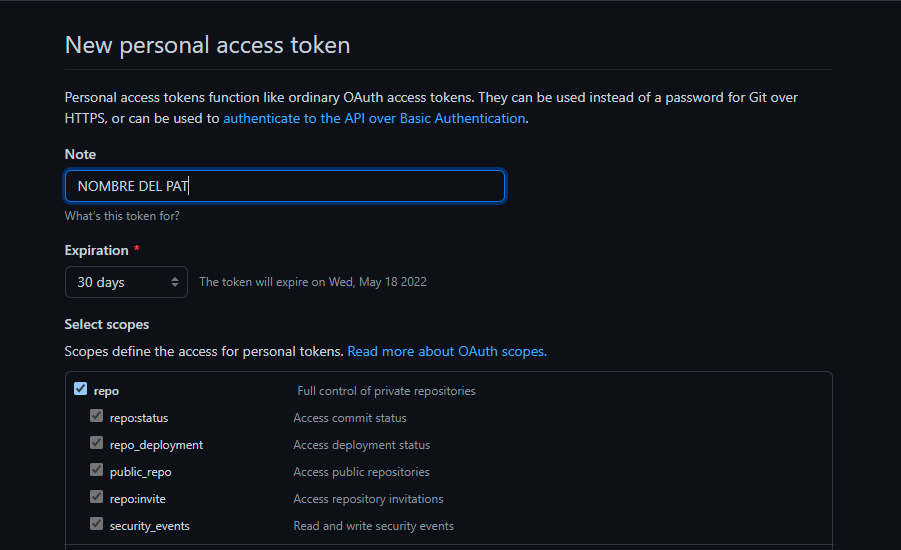 New personal access token
Personal access tokens function like ordinary OAuth access tokens. They can be used instead of a password for Git over
HTTPS, or can be used to authenticate to the API over Basic Authentication.
Note
NOMBRE DEL PAT
What's this token for?
Expiration *
30 days The token will expire on Wed, May 18 2022
Select scopes
Scopes define the access for personal tokens. Read more about OAuth scopes.
repo Full control of private repositories
repo:status Access commit status
repo_deployment Access deployment status
public_repo Access public repositories
repo:invite Access repository invitations
security_events Read and write security events